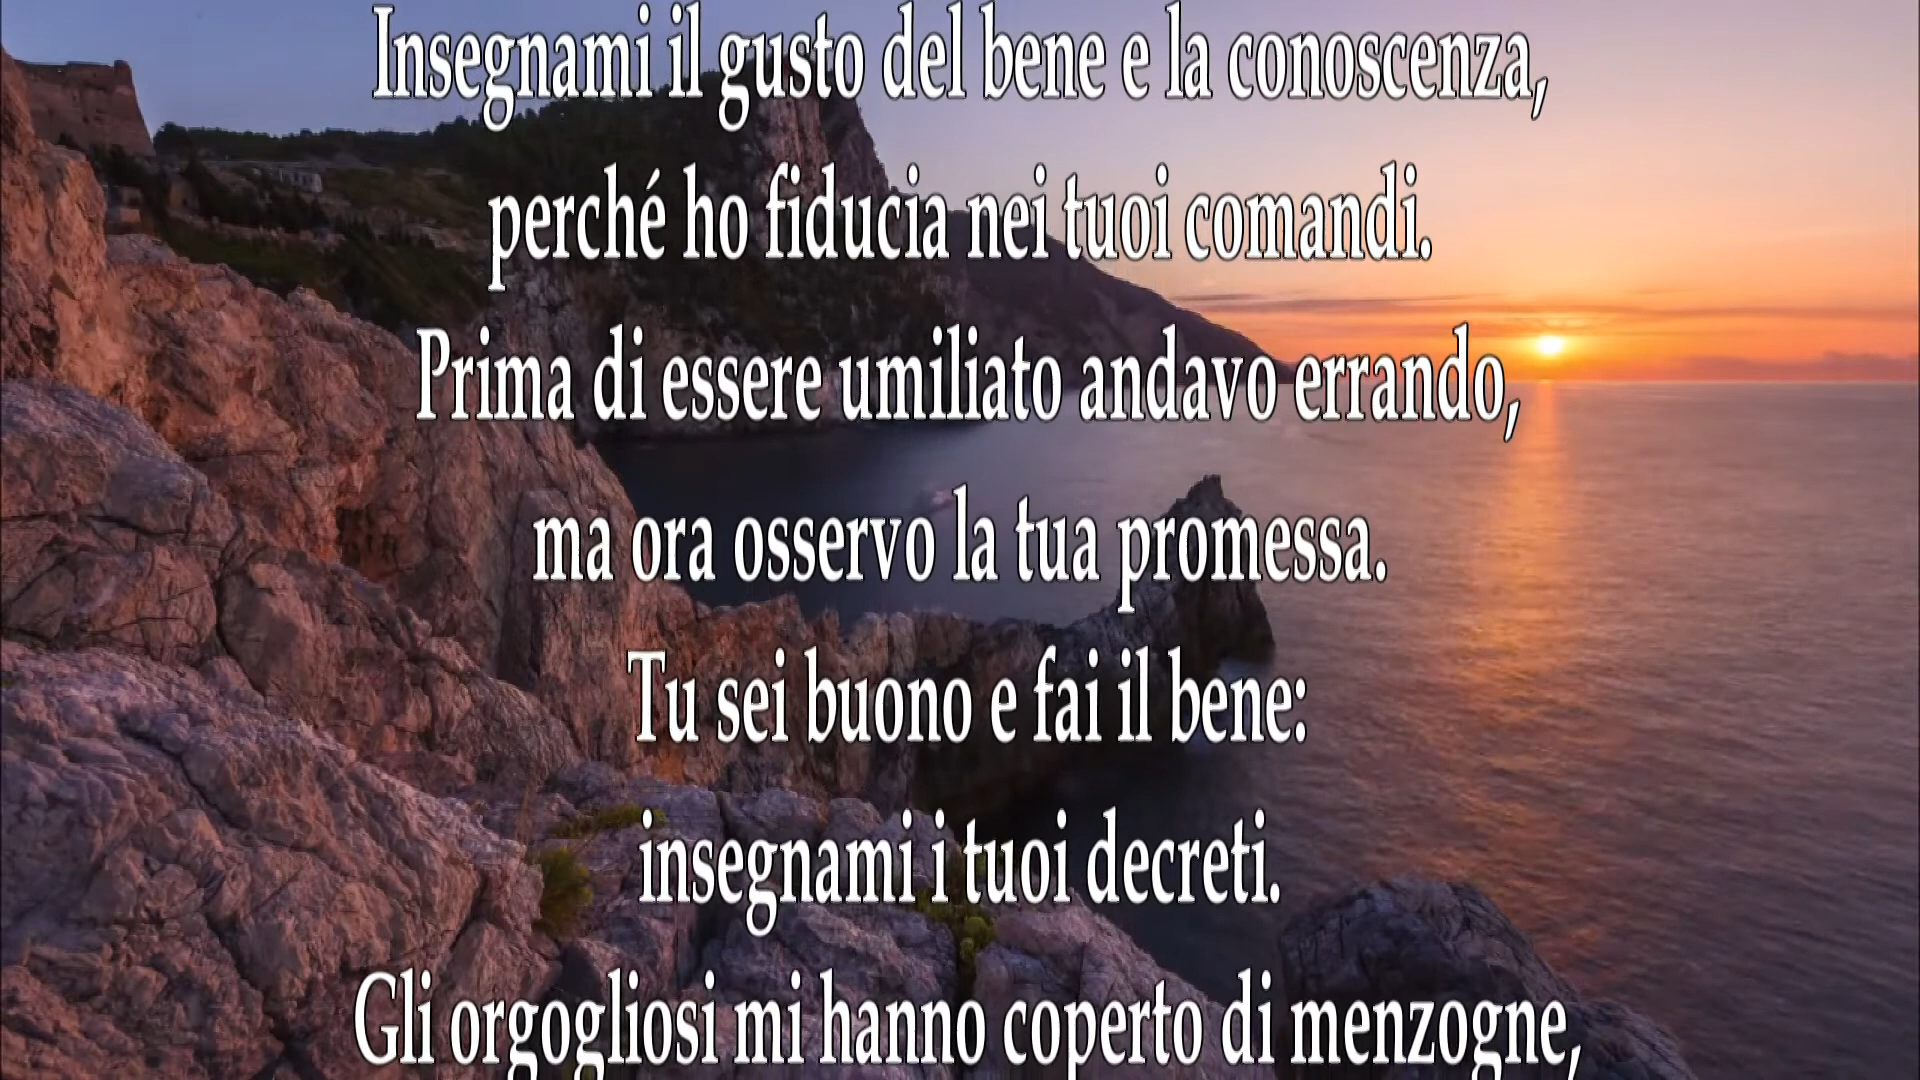 Insegnami il gusto del bene e la conoscenza,
perché ho fiducia nei tuoi comandi.
Prima di essere umiliato andavo errando,
ma ora osservo la tua promessa.
Tu sei buono e fai il bene:
insegnami i tuoi decreti.
Gli orgogliosi mi hanno coperto di menzogne,